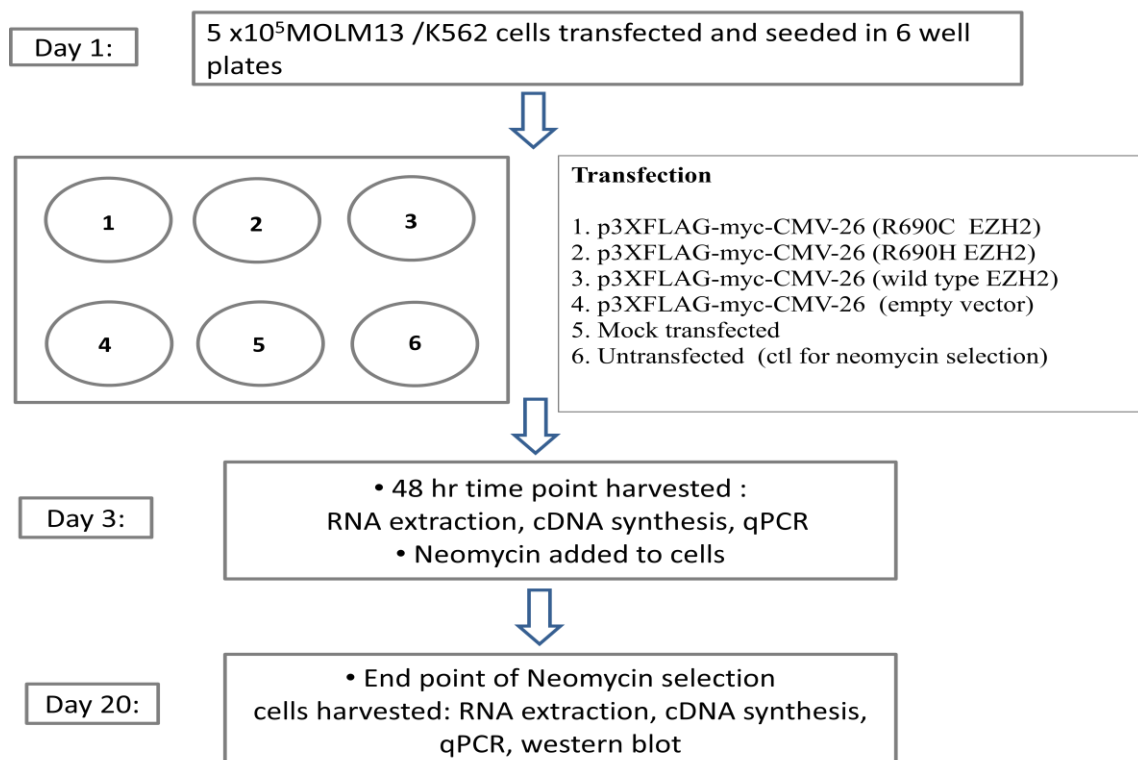 Day 1:
5 x10⁵MOLM13 /K562 cells transfected and seeded in 6 well
plates
1
2
3
4
5
6
Transfection
1. p3XFLAG-myc-CMV-26 (R690C  EZH2)
2. p3XFLAG-myc-CMV-26 (R690H EZH2)
3. p3XFLAG-myc-CMV-26 (wild type EZH2)
4. p3XFLAG-myc-CMV-26  (empty vector)
5. Mock transfected
6. Untransfected  (ctl for neomycin selection)
Day 3:
• 48 hr time point harvested :
RNA extraction, cDNA synthesis, qPCR
• Neomycin added to cells
Day 20:
• End point of Neomycin selection
cells harvested: RNA extraction, cDNA synthesis,
qPCR, western blot